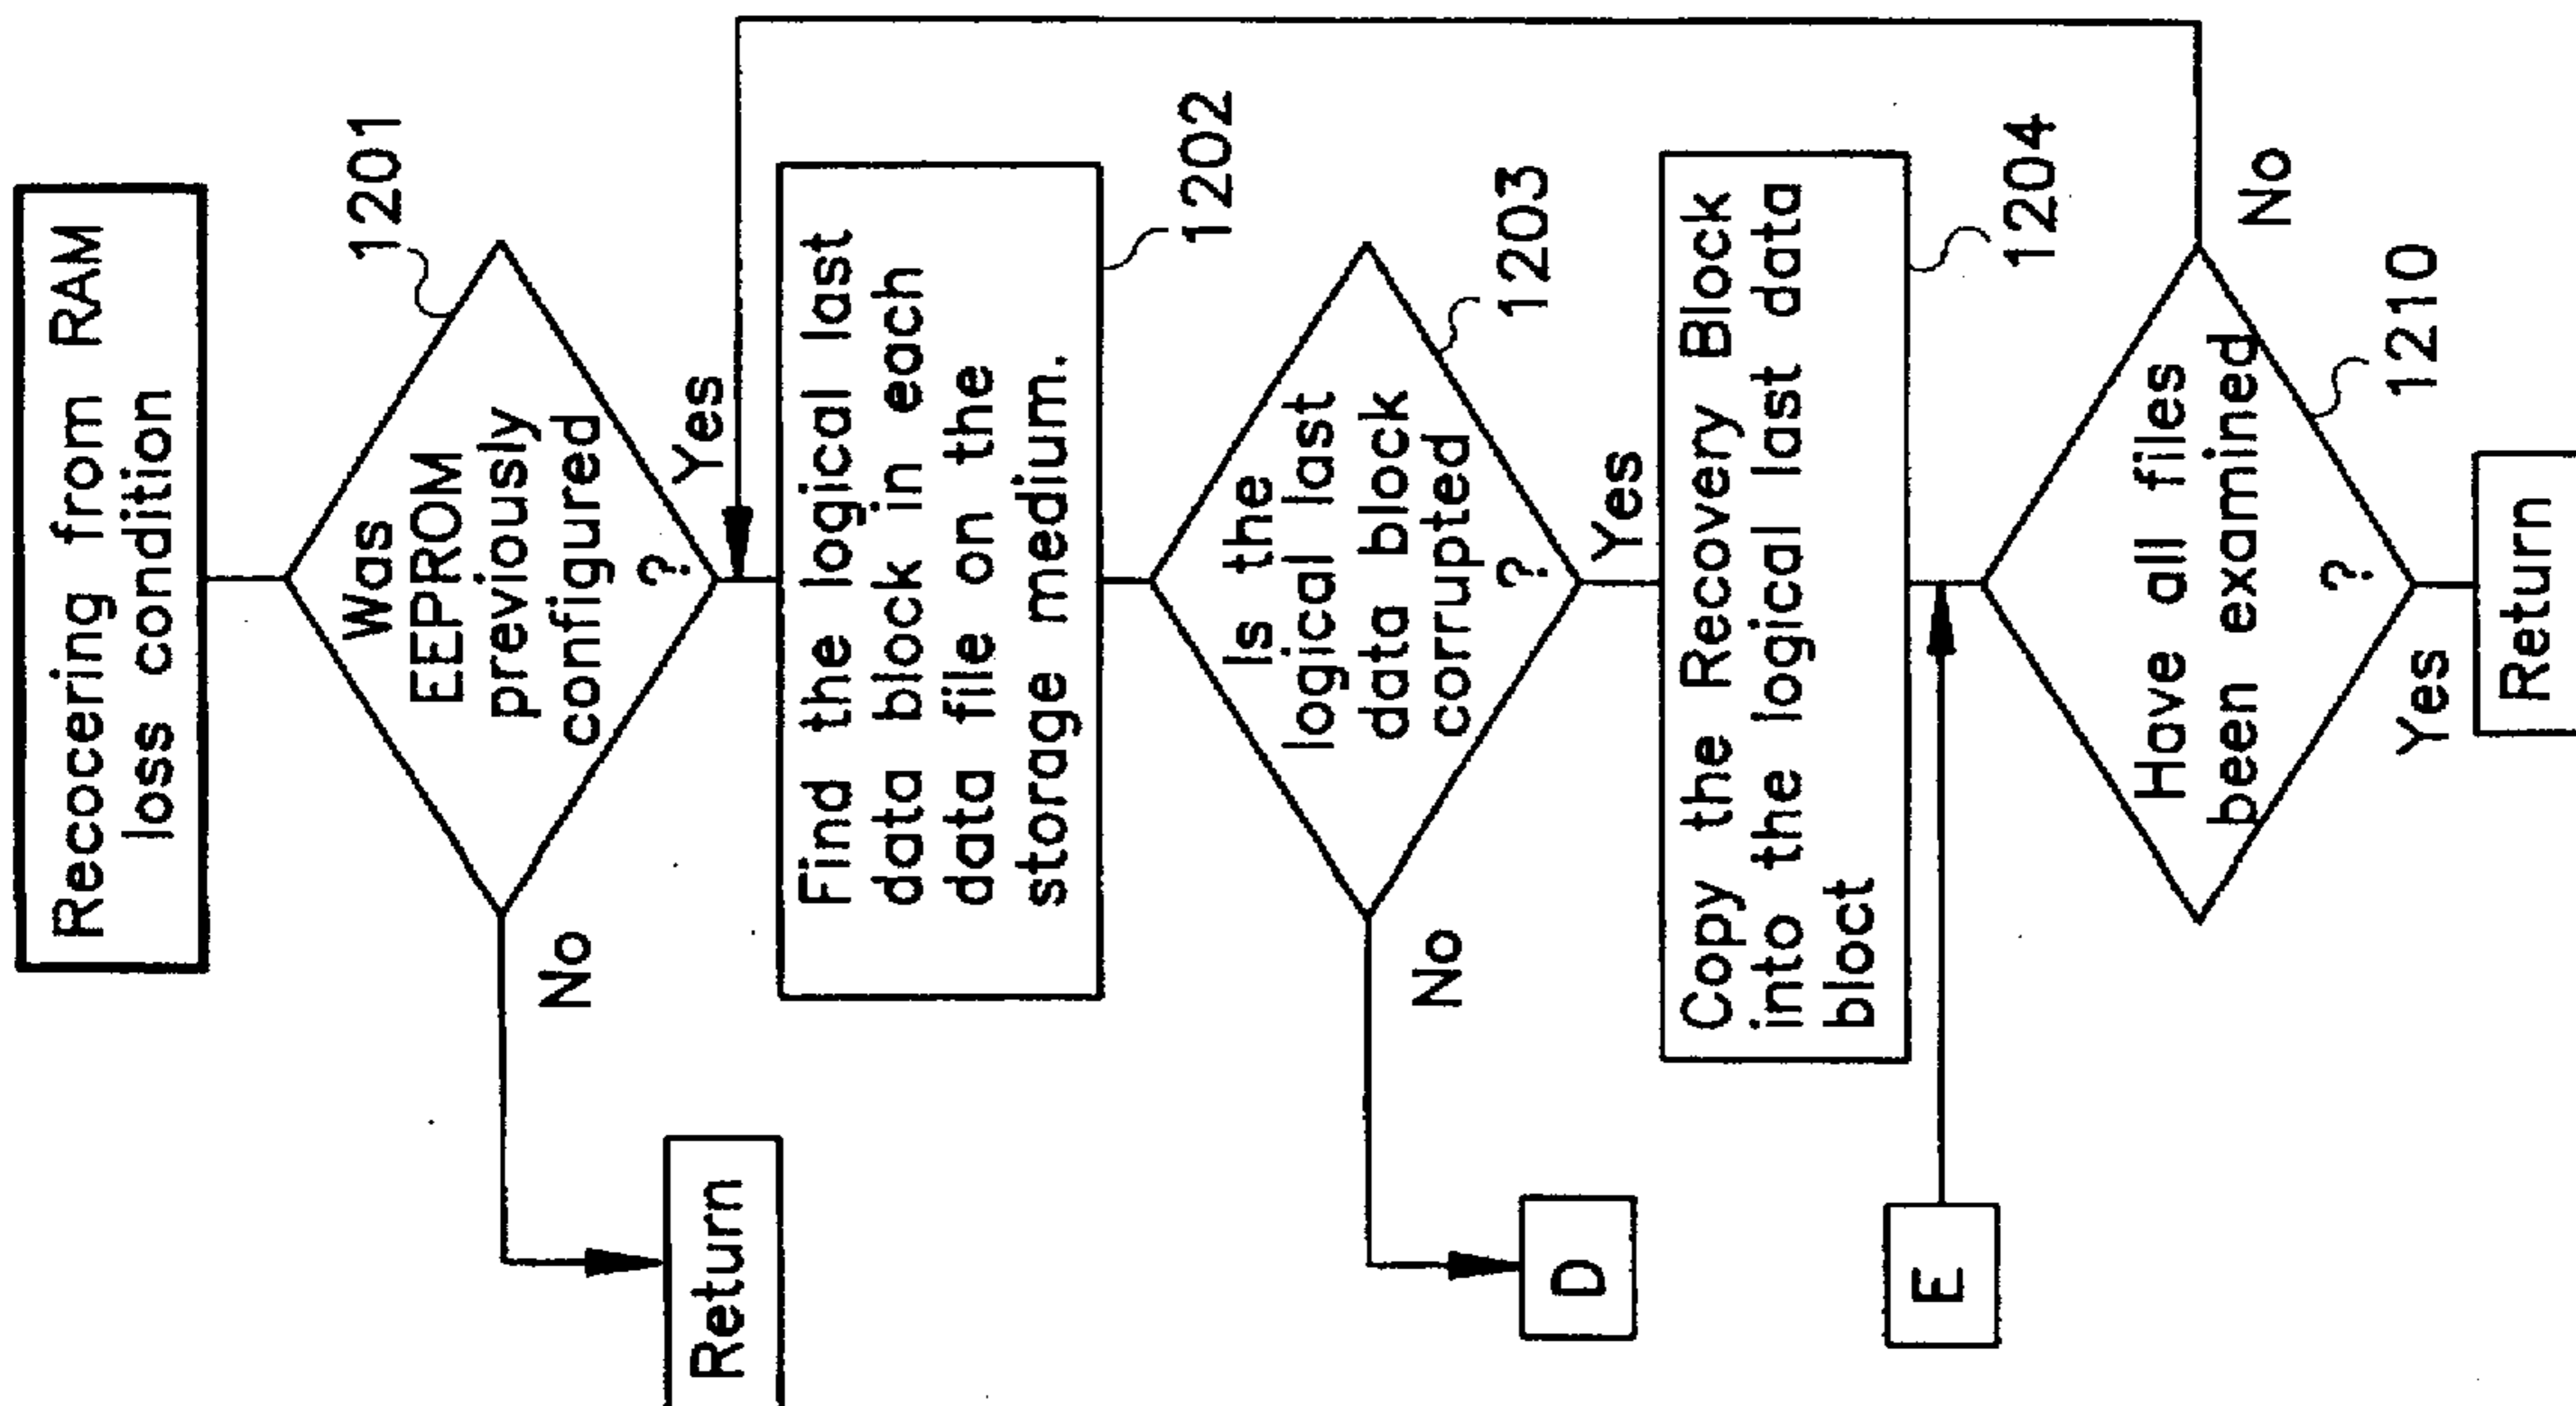 Recocering from RAM
loss condition
1201
Was
EEPROM
previously
configured
?
No
Return
Yes
Find the logical last
data block in each
data file on the
storage medium.
1202
Is the
logical last
data block
corrupted
?
1203
No
D
Yes
Copy the Recovery Block
into the logical last data
bloct
1204
E
Have all files
been examined
?
1210
No
Yes
Return